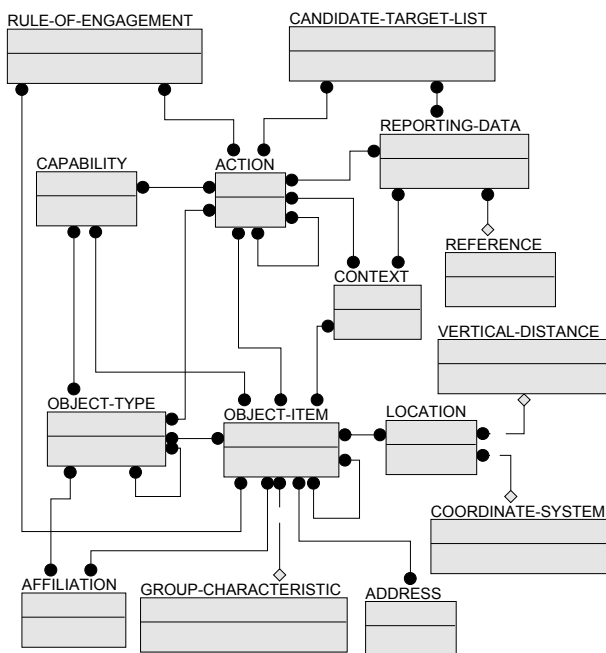 RULE-OF-ENGAGEMENT
CANDIDATE-TARGET-LIST
REPORTING-DATA
CAPABILITY
ACTION
REFERENCE
CONTEXT
VERTICAL-DISTANCE
OBJECT-TYPE
OBJECT-ITEM
LOCATION
COORDINATE-SYSTEM
AFFILIATION
GROUP-CHARACTERISTIC
ADDRESS